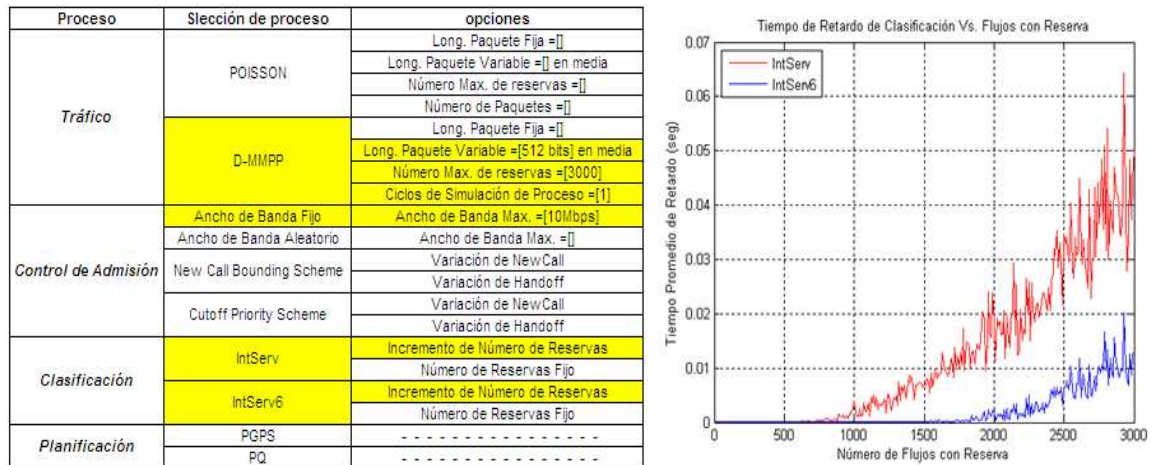 Proceso Slección de proceso opciones
Tráfico
POISSON
Long. Paquete Fija =[]
Long. Paquete Variable =[] en media
Número Max. de reservas =[]
Número de Paquetes =[]
D-MMPP
Long. Paquete Fija =[]
Long. Paquete Variable =[512 bits] en media
Número Max. de reservas =[3000]
Ciclos de Simulación de Proceso =[1]
Control de Admisión
Ancho de Banda Fijo Ancho de Banda Max. =[10Mbps]
Ancho de Banda Aleatorio Ancho de Banda Max. =[]
New Call Bounding Scheme
Variación de NewCall
Variación de Handoff
Cutoff Priority Scheme
Variación de NewCall
Variación de Handoff
Clasificación
IntServ
Incremento de Número de Reservas
Número de Reservas Fijo
IntServ6
Incremento de Número de Reservas
Número de Reservas Fijo
Planificación
PGPS - - - - - - - - - - - - - - - -
PQ - - - - - - - - - - - - - - - -
Tiempo de Retardo de Clasificación Vs. Flujos con Reserva
IntServ
IntServ6
Tiempo Promedio de Retardo (seg)
0.07
0.06
0.05
0.04
0.03
0.02
0.01
0
0 500 1000 1500 2000 2500 3000
Número de Flujos con Reserva